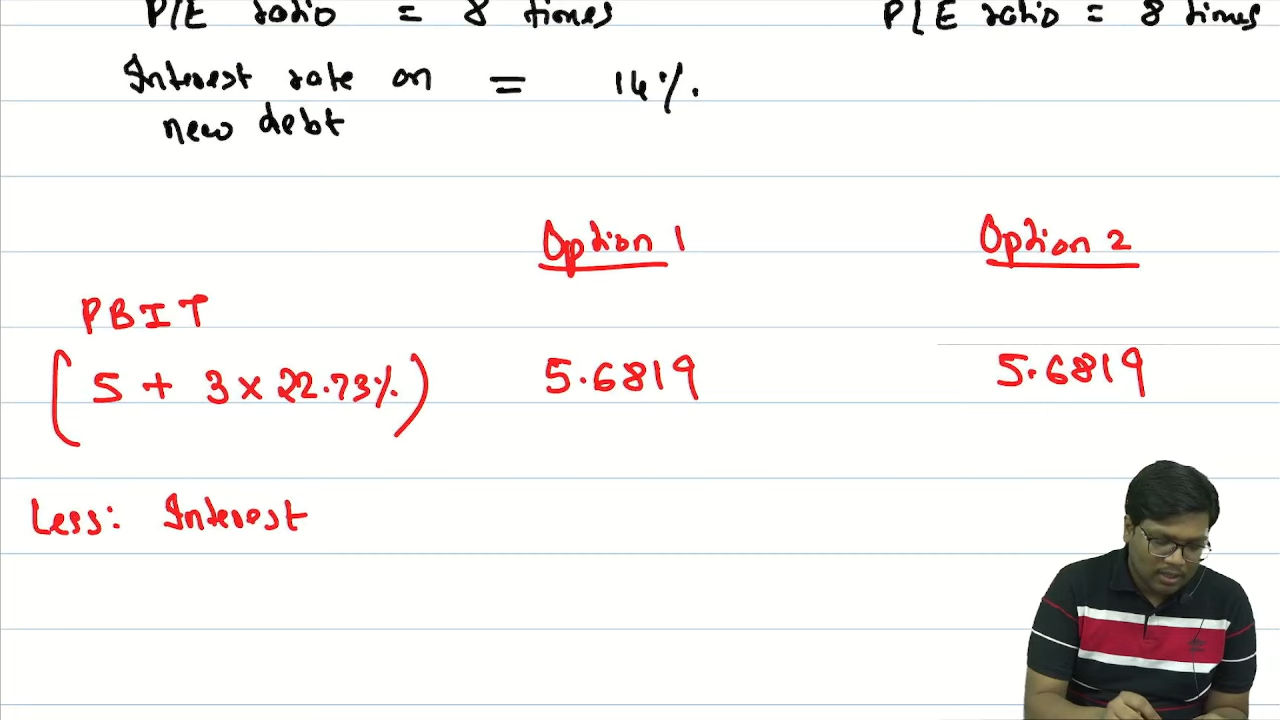 P/E ratio = 8 times P/E ratio = 8 times
Interest rate on = 14%.
new debt
Option 1 Option 2
PBIT
(5 + 3 x 22.73%) 5.6819 5.6819
Less: Interest